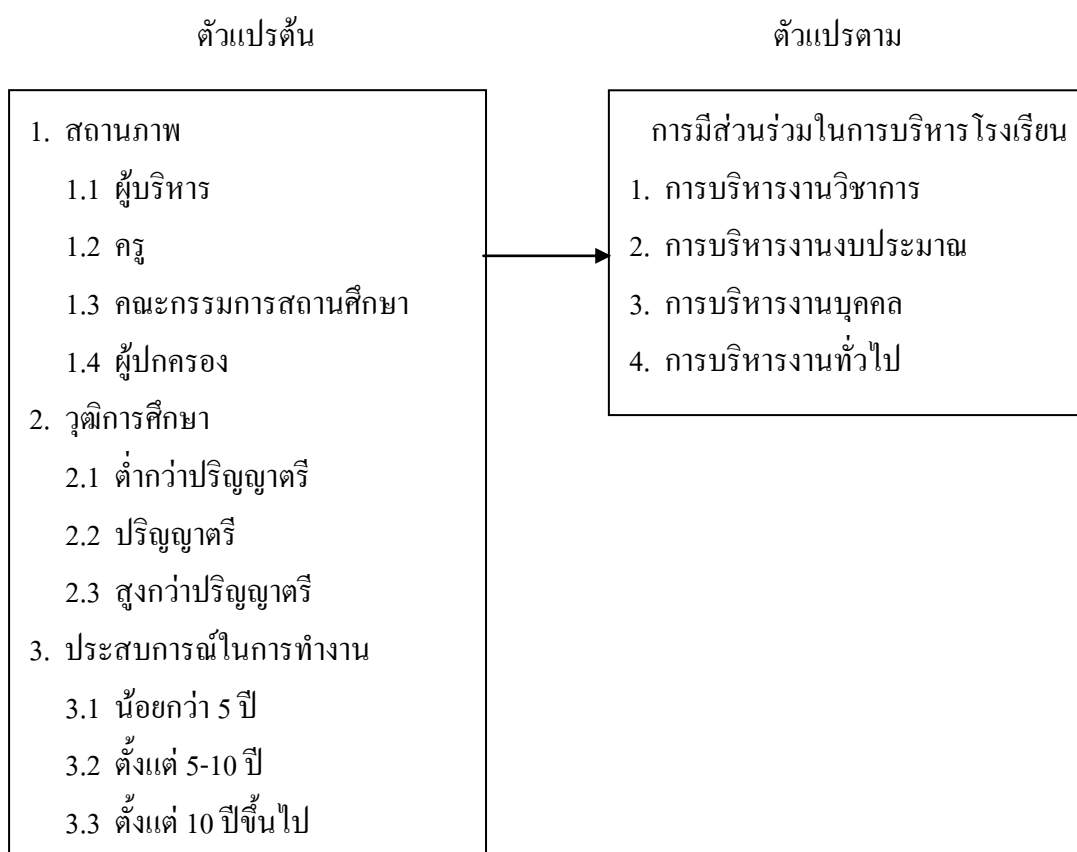 ตัวแปรต้น
ตัวแปรตาม
1. สถานภาพ
1.1 ผู้บริหาร
1.2 ครู
1.3 คณะกรรมการสถานศึกษา
1.4 ผู้ปกครอง
2. วุฒิการศึกษา
2.1 ต่ำกว่าปริญญาตรี
2.2 ปริญญาตรี
2.3 สูงกว่าปริญญาตรี
3. ประสบการณ์ในการทำงาน
3.1 น้อยกว่า 5 ปี
3.2 ตั้งแต่ 5-10 ปี
3.3 ตั้งแต่ 10 ปีขึ้นไป
การมีส่วนร่วมในการบริหารโรงเรียน
1. การบริหารงานวิชาการ
2. การบริหารงานงบประมาณ
3. การบริหารงานบุคคล
4. การบริหารงานทั่วไป